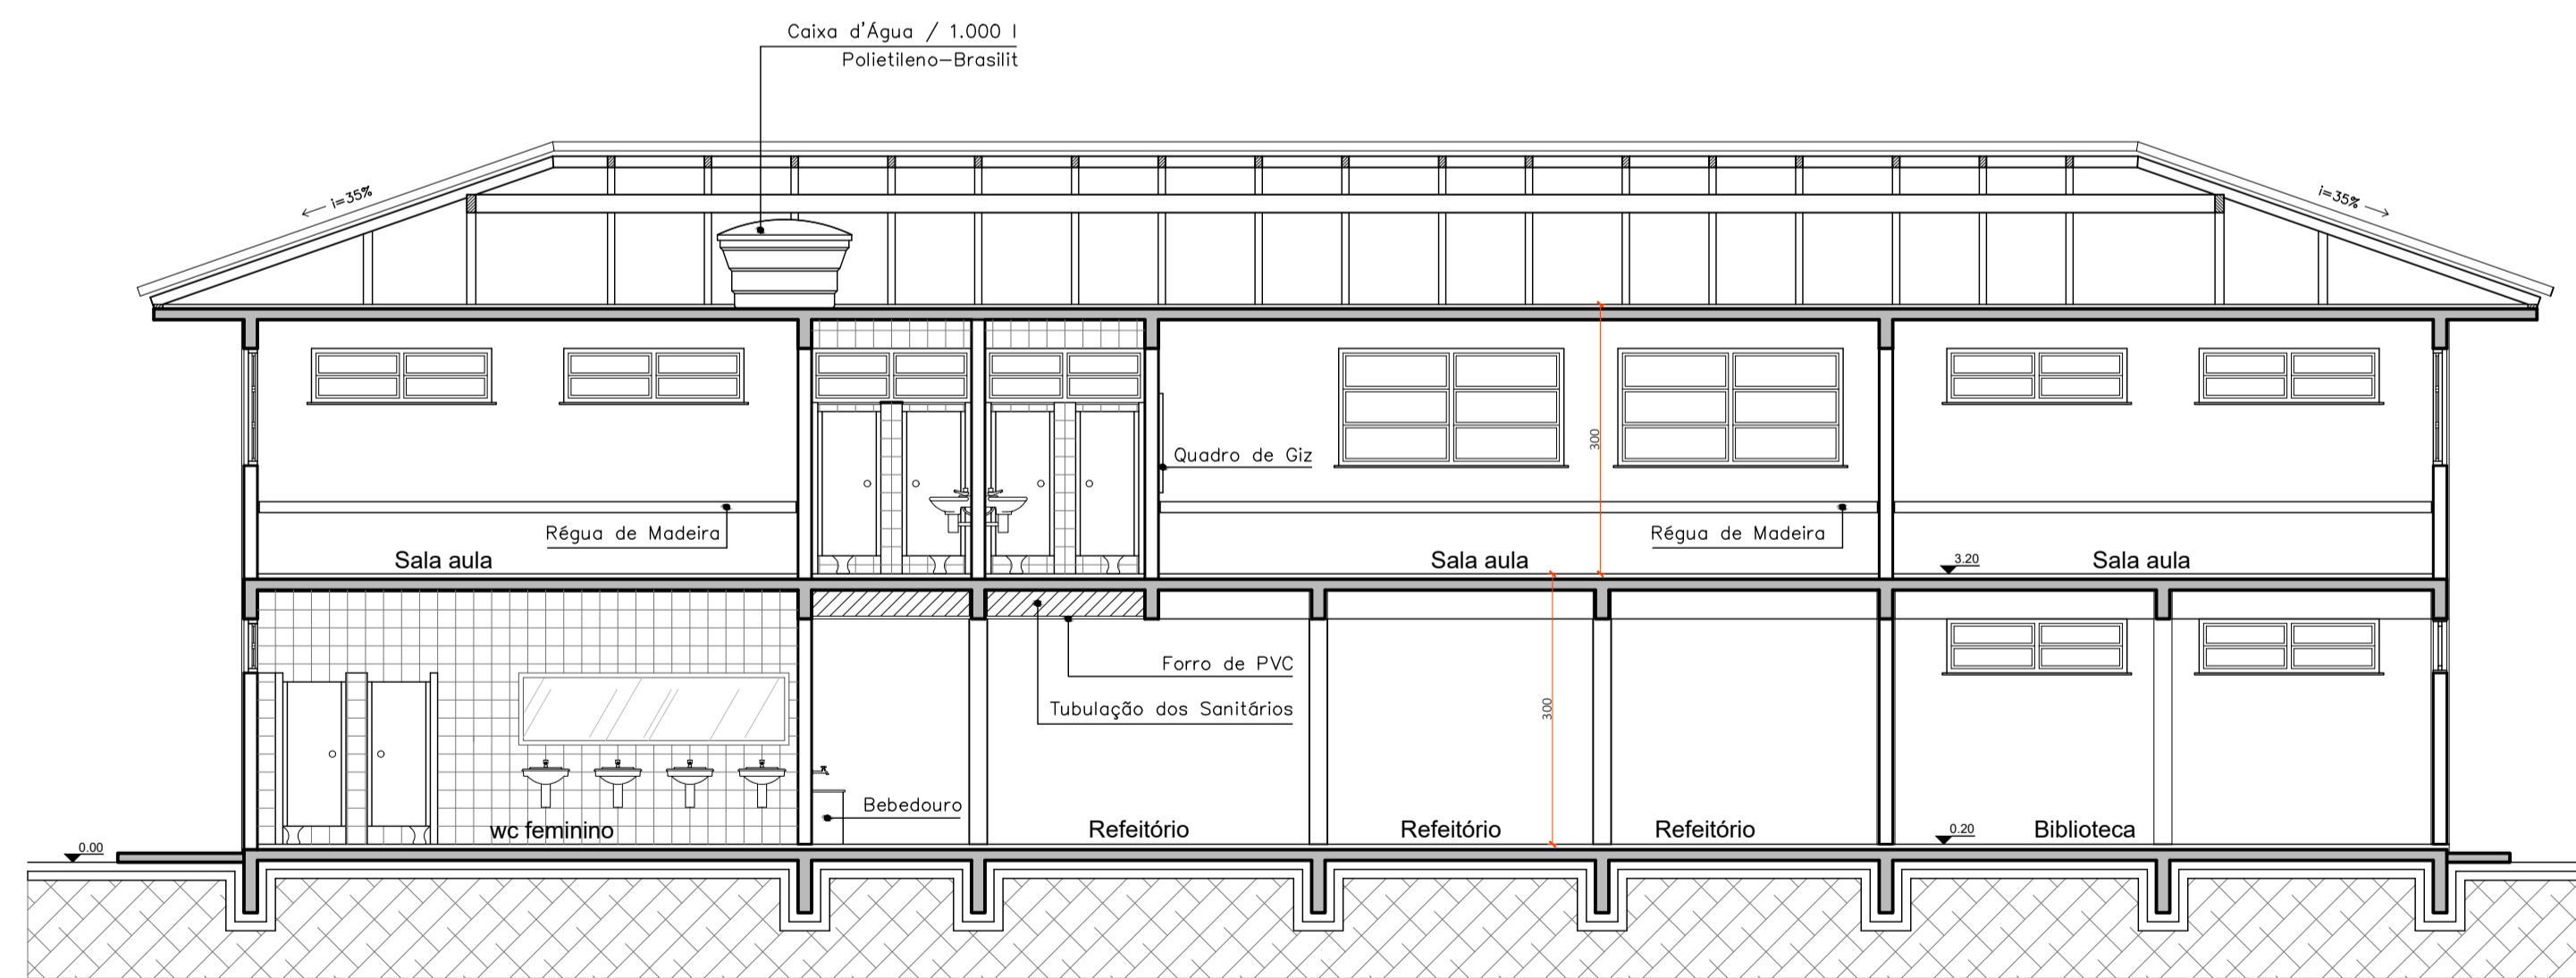 Caixa d'Água / 1.000 l
Polietileno-Brasilit
i=35%
i=35%
Quadro de Giz
300
Régua de Madeira
Régua de Madeira
Sala aula
Sala aula
3.20
Sala aula
Forro de PVC
Tubulação dos Sanitários
300
Bebedouro
wc feminino
Refeitório
Refeitório
Refeitório
0.20
Biblioteca
0.00